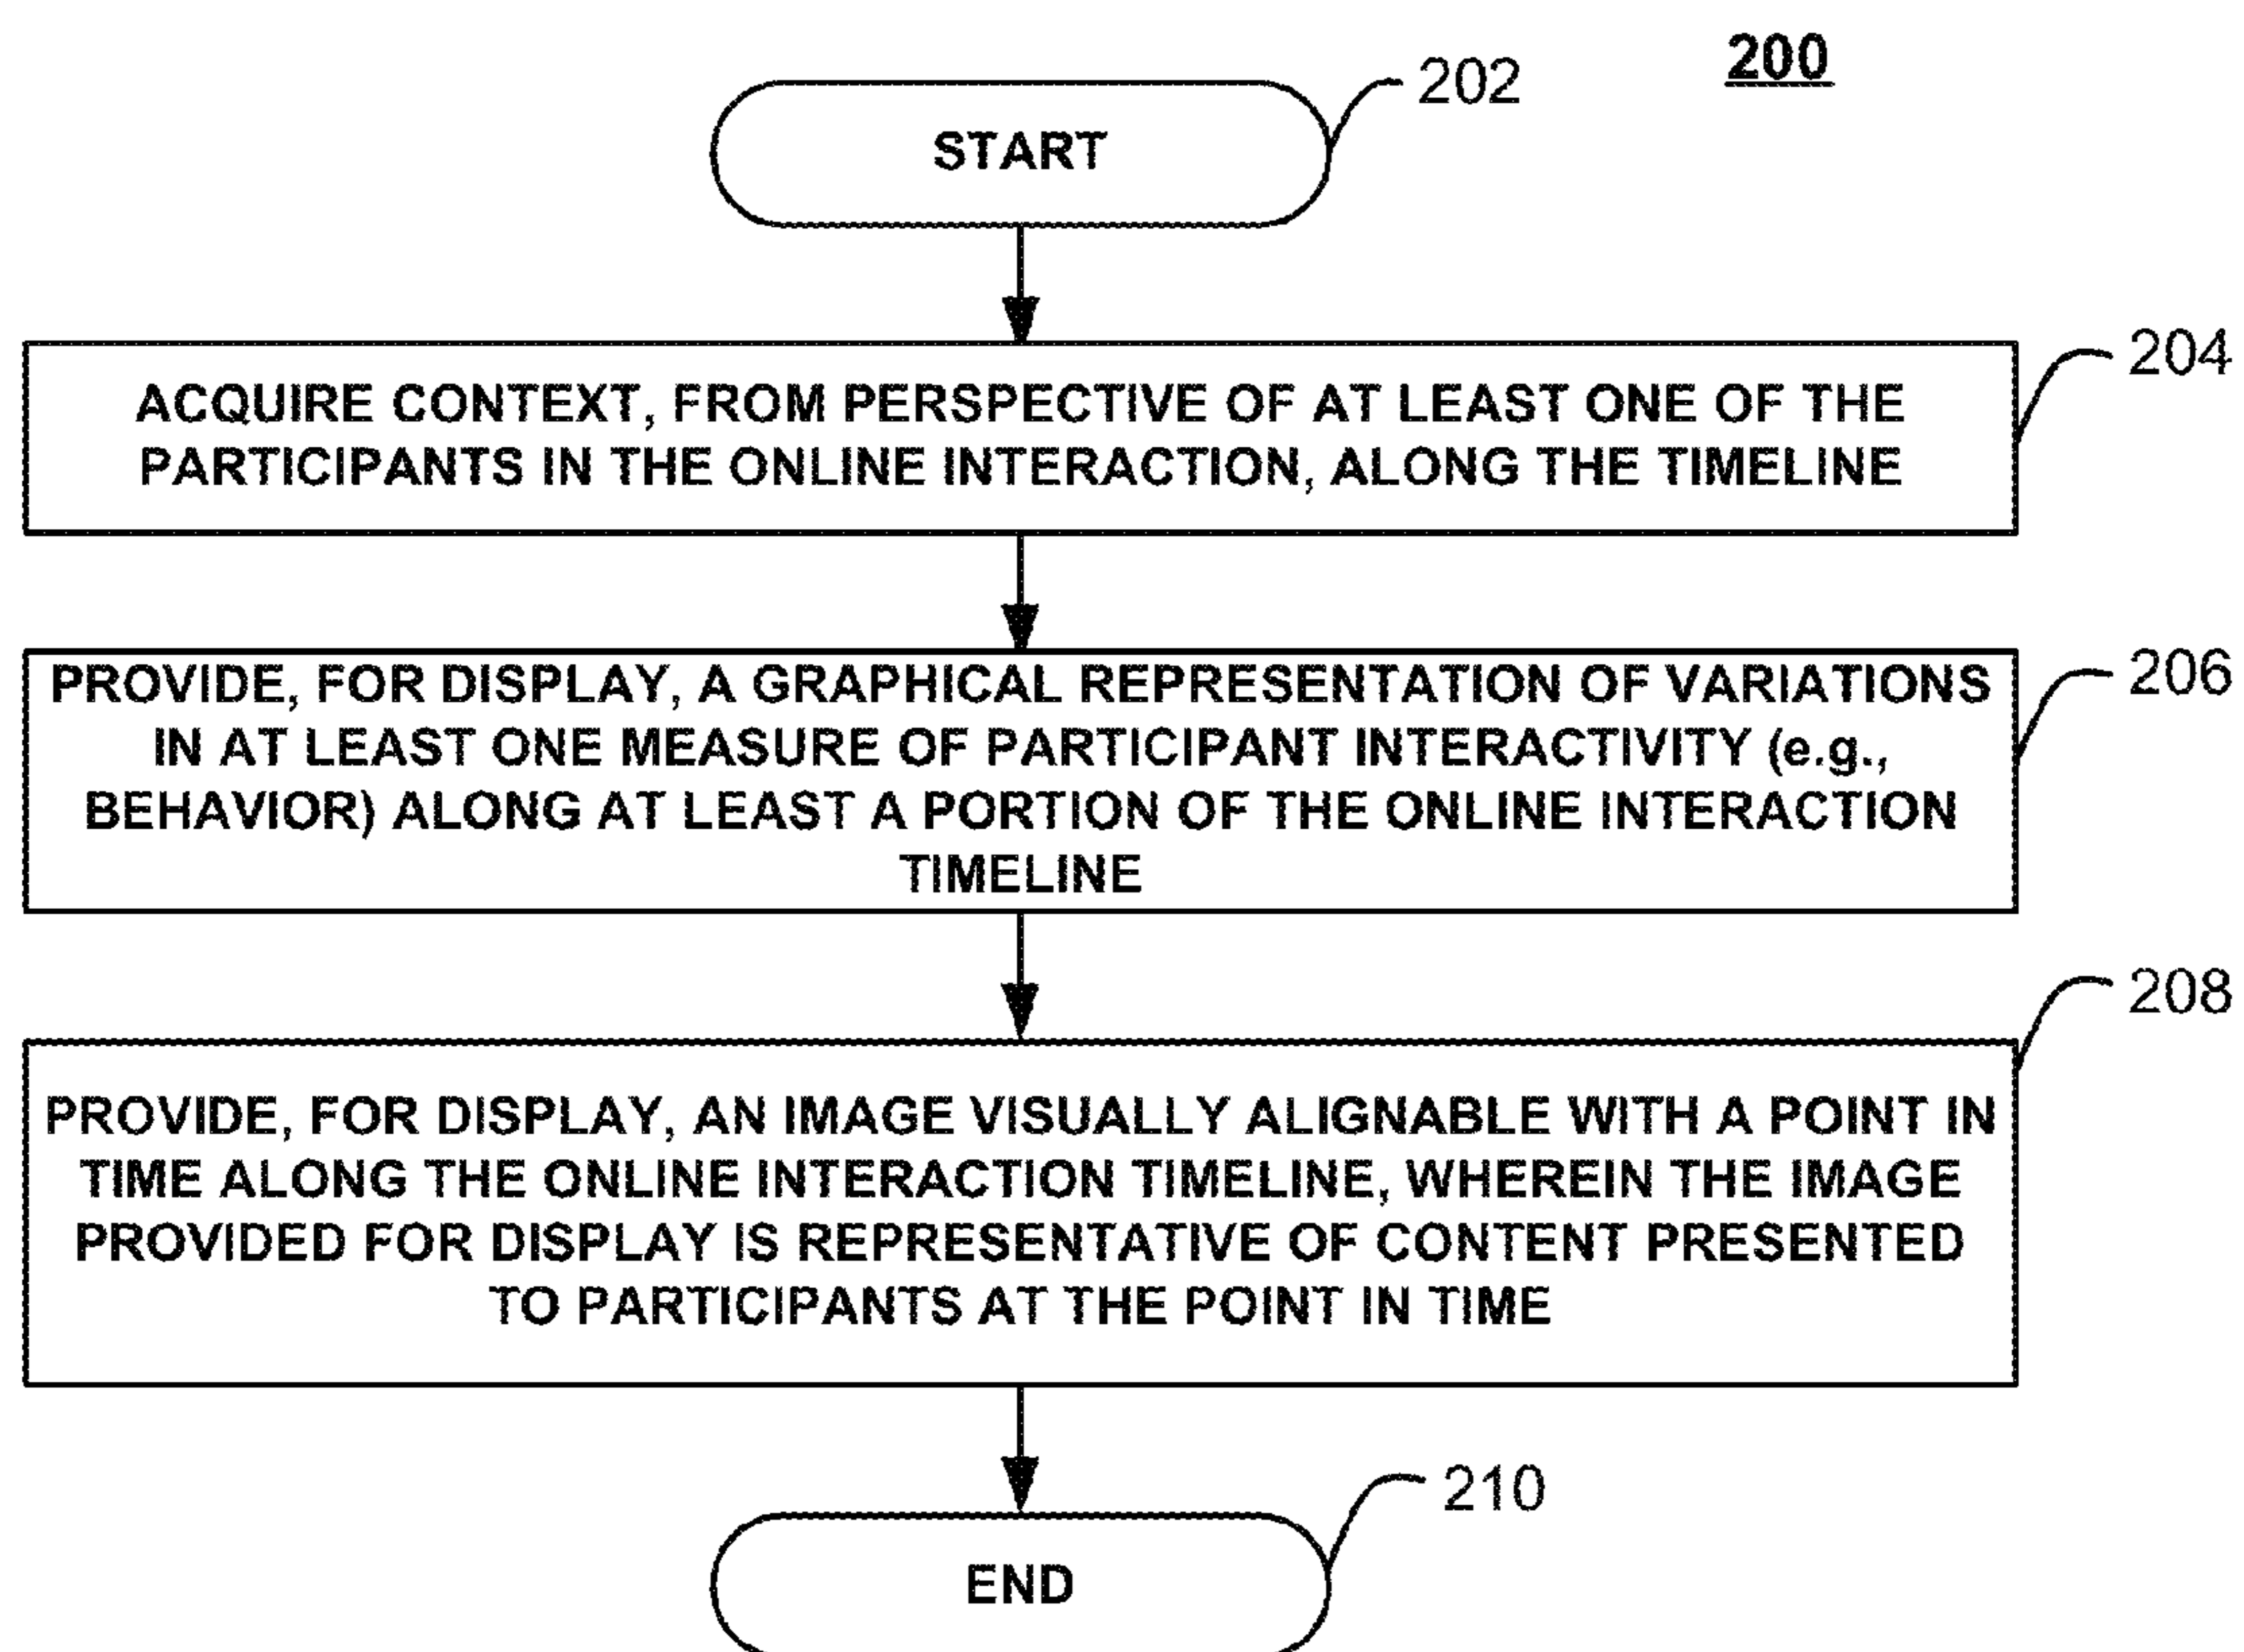 200
202
START
204
ACQUIRE CONTEXT, FROM PERSPECTIVE OF AT LEAST ONE OF THE
PARTICIPANTS IN THE ONLINE INTERACTION, ALONG THE TIMELINE
206
PROVIDE, FOR DISPLAY, A GRAPHICAL REPRESENTATION OF VARIATIONS
IN AT LEAST ONE MEASURE OF PARTICIPANT INTERACTIVITY (e.g.,
BEHAVIOR) ALONG AT LEAST A PORTION OF THE ONLINE INTERACTION
TIMELINE
208
PROVIDE, FOR DISPLAY, AN IMAGE VISUALLY ALIGNABLE WITH A POINT IN
TIME ALONG THE ONLINE INTERACTION TIMELINE, WHEREIN THE IMAGE
PROVIDED FOR DISPLAY IS REPRESENTATIVE OF CONTENT PRESENTED
TO PARTICIPANTS AT THE POINT IN TIME
210
END